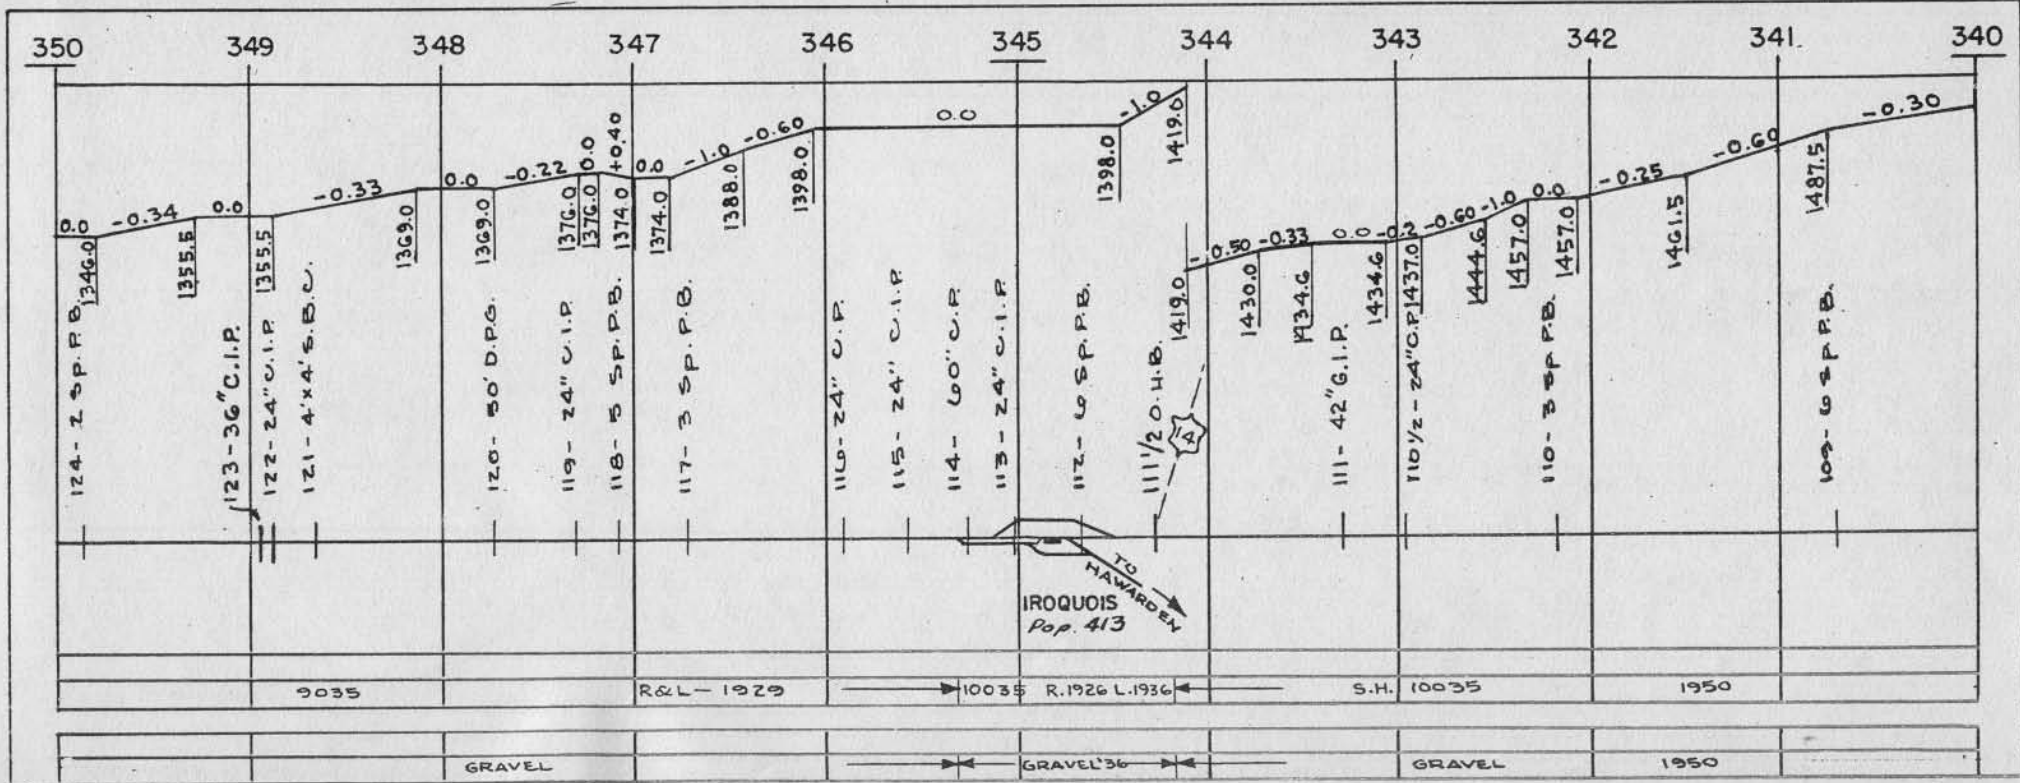 350 349 348 347 346 345 344 343 342 341 340
0.0 -0.34 0.0 -0.33 0.0 -0.22 0.0 +0.40 0.0 -1.0 -0.60 0.0 -1.0
1346.0 1355.5 1355.5 1369.0 1369.0 1376.0 1376.0 1374.0 1374.0 1388.0 1398.0 1398.0 1419.0
-0.50 -0.33 0.0 -0.2 -0.60 -1.0 0.0 -0.25 -0.60 -0.30
1419.0 1430.0 1434.6 1434.6 1437.0 1444.6 1457.0 1457.0 1461.5 1487.5
124 - 2 Sp. P.B.
123 - 36" C.I.P.
122 - 24" C.I.P.
121 - 4'x4' S.B.C.
120 - 30' D.P.G.
119 - 24" C.I.P.
118 - 5 Sp. P.B.
117 - 3 Sp. P.B.
116 - 24" C.P.
115 - 24" C.I.P.
114 - 60" C.P.
113 - 24" C.I.P.
112 - 6 Sp. P.B.
111 1/2 O.H.B.
14
111 - 42" G.I.P.
110 1/2 - 24" C.P.
110 - 3 Sp P.B.
109 - 6 Sp P.B.
TO
HAWARDEN
IROQUOIS
Pop. 413
9035 R&L - 1929 10035 R.1926 L.1936 S.H. 10035 1950
GRAVEL GRAVEL '36 GRAVEL 1950